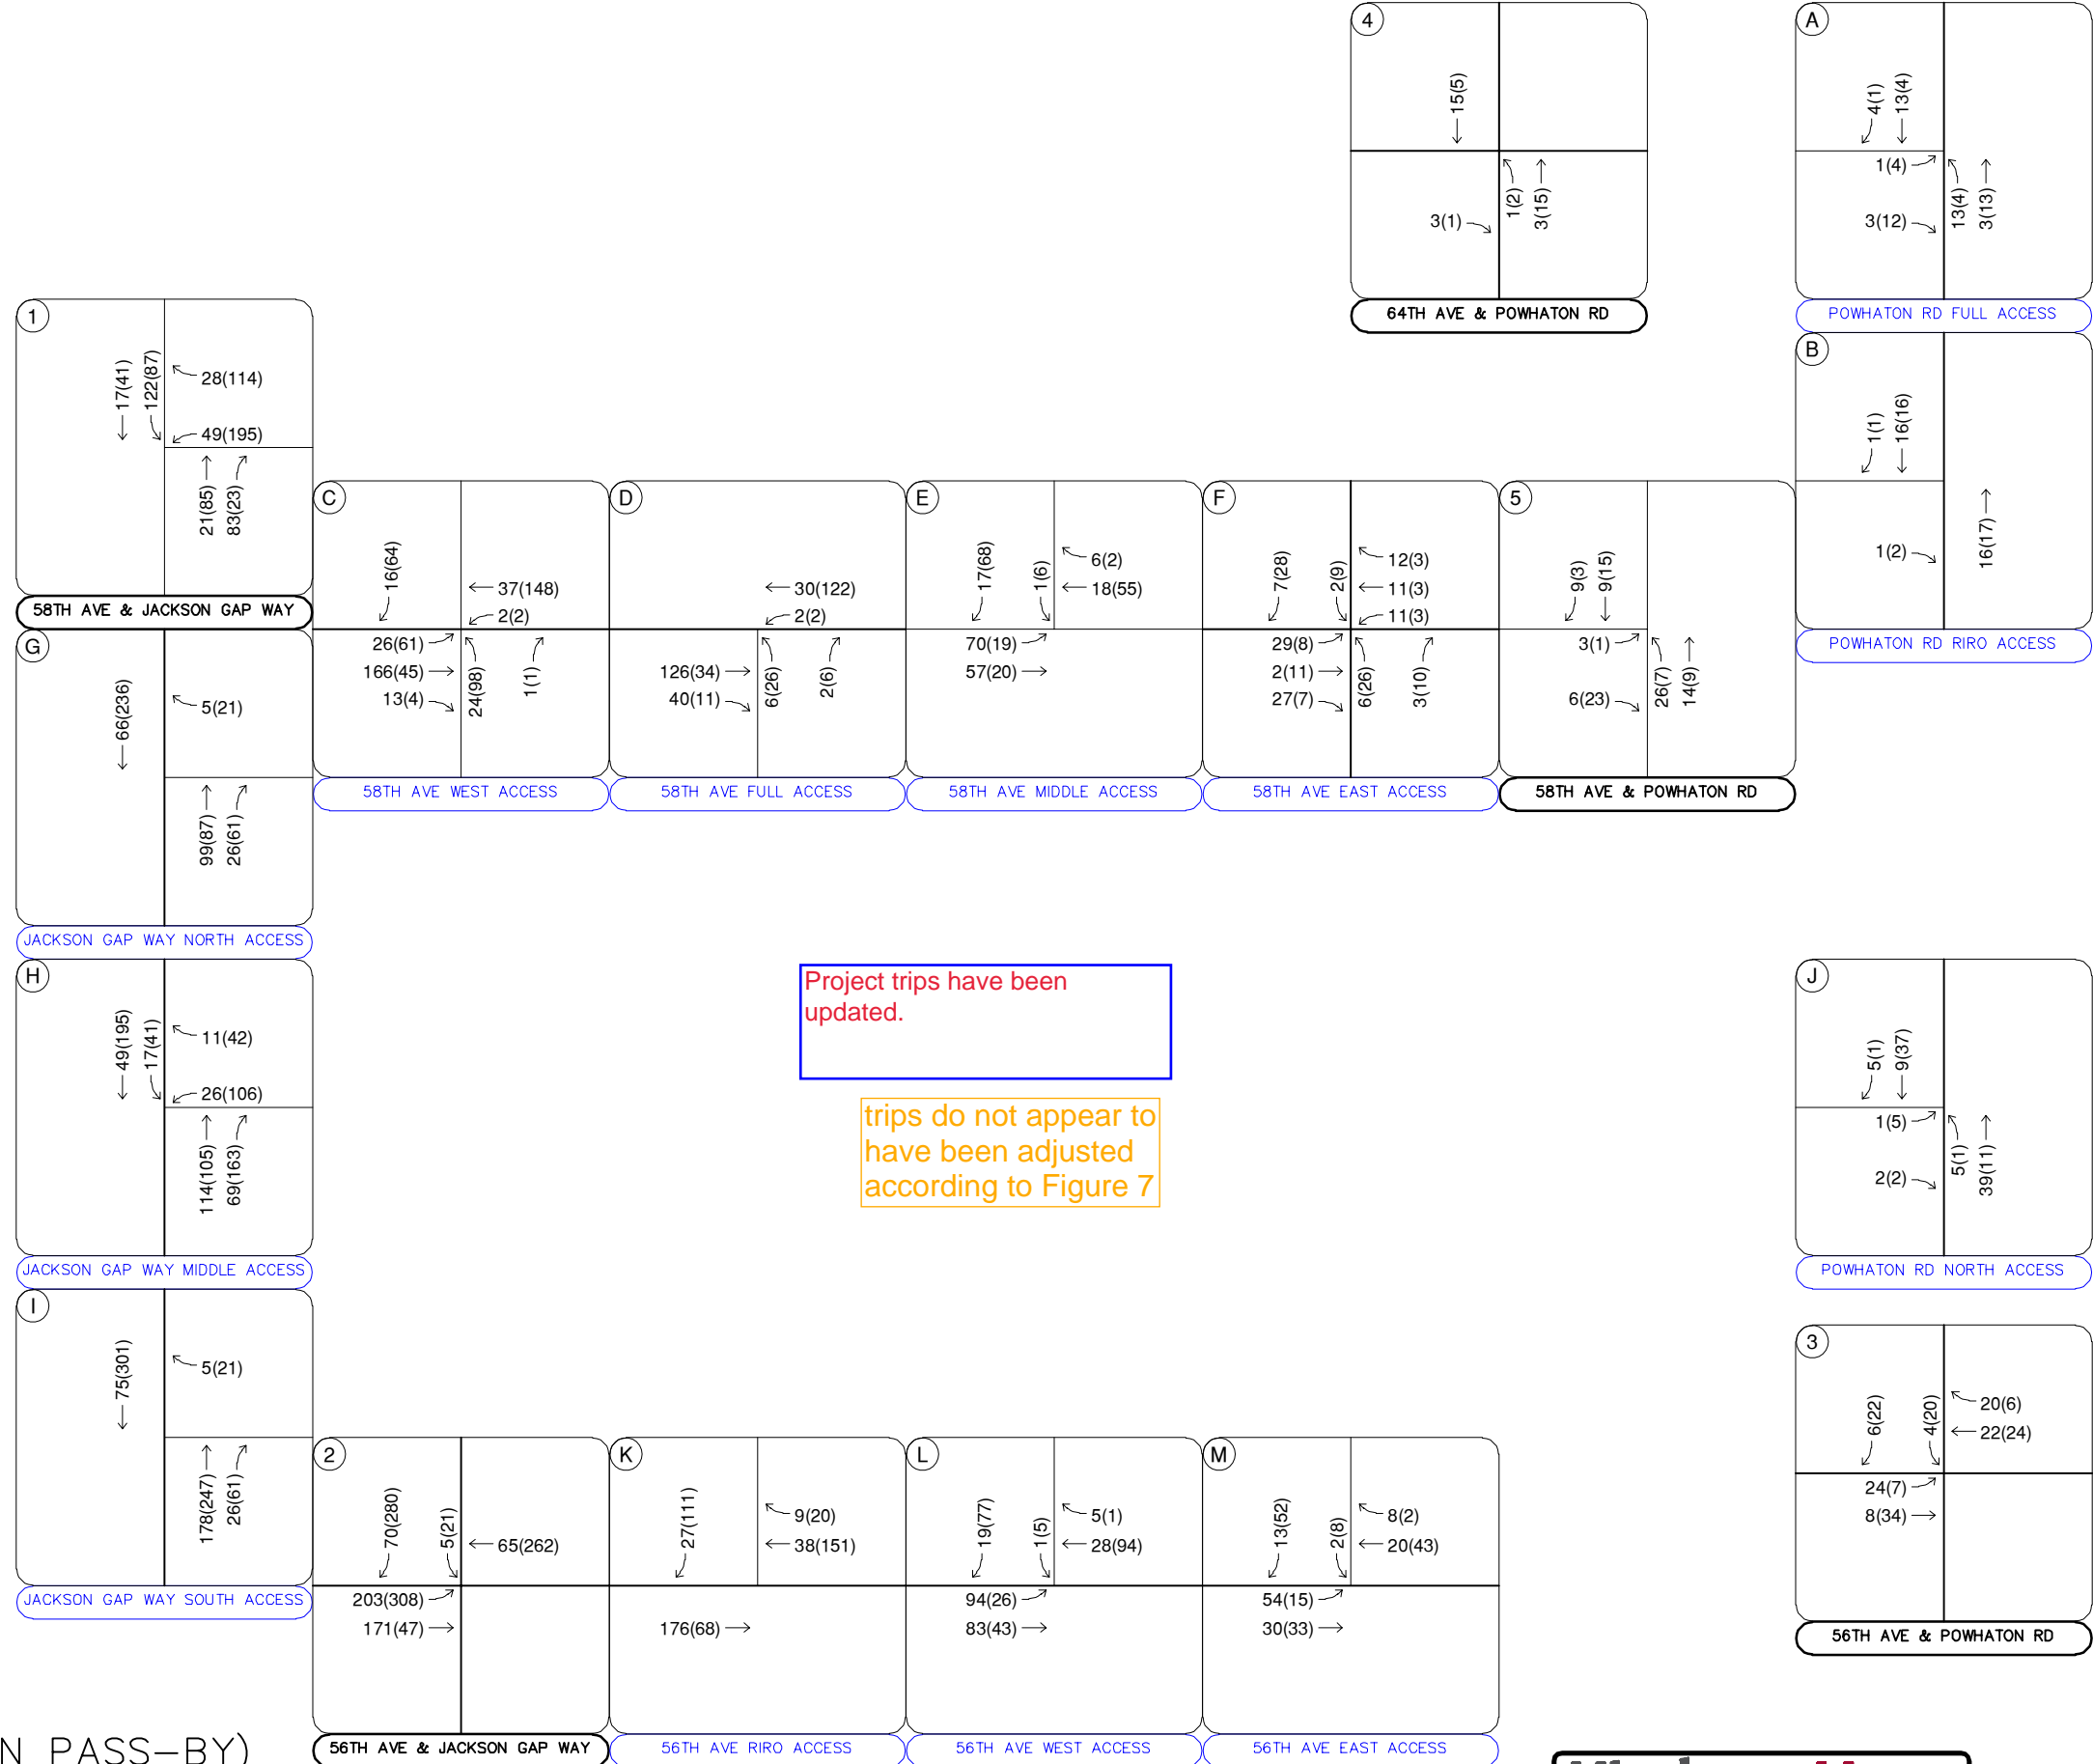 4
15(5)
1(2)
3(15)
3(1)
64TH AVE & POWHATON RD
A
4(1)
13(4)
1(4)
3(12)
13(4)
3(13)
POWHATON RD FULL ACCESS
B
1(1)
16(16)
1(2)
16(17)
POWHATON RD RIRO ACCESS
1
17(41)
122(87)
28(114)
49(195)
21(85)
83(23)
58TH AVE & JACKSON GAP WAY
C
16(64)
37(148)
2(2)
26(61)
166(45)
13(4)
24(98)
1(1)
58TH AVE WEST ACCESS
D
30(122)
2(2)
126(34)
40(11)
6(26)
2(6)
58TH AVE FULL ACCESS
E
17(68)
1(6)
6(2)
18(55)
70(19)
57(20)
58TH AVE MIDDLE ACCESS
F
7(28)
2(9)
12(3)
11(3)
11(3)
29(8)
2(11)
27(7)
6(26)
3(10)
58TH AVE EAST ACCESS
5
9(3)
9(15)
3(1)
6(23)
26(7)
14(9)
58TH AVE & POWHATON RD
G
66(236)
5(21)
99(87)
26(61)
JACKSON GAP WAY NORTH ACCESS
H
49(195)
17(41)
11(42)
26(106)
114(105)
69(163)
JACKSON GAP WAY MIDDLE ACCESS
Project trips have been
updated.
trips do not appear to
have been adjusted
according to Figure 7
J
5(1)
9(37)
1(5)
2(2)
5(1)
39(11)
POWHATON RD NORTH ACCESS
I
75(301)
5(21)
178(247)
26(61)
JACKSON GAP WAY SOUTH ACCESS
2
70(280)
5(21)
65(262)
203(308)
171(47)
56TH AVE & JACKSON GAP WAY
K
27(111)
9(20)
38(151)
176(68)
56TH AVE RIRO ACCESS
L
19(77)
1(5)
5(1)
28(94)
94(26)
83(43)
56TH AVE WEST ACCESS
M
13(52)
2(8)
8(2)
20(43)
54(15)
30(33)
56TH AVE EAST ACCESS
3
6(22)
4(20)
20(6)
22(24)
24(7)
8(34)
56TH AVE & POWHATON RD
N PASS-BY)